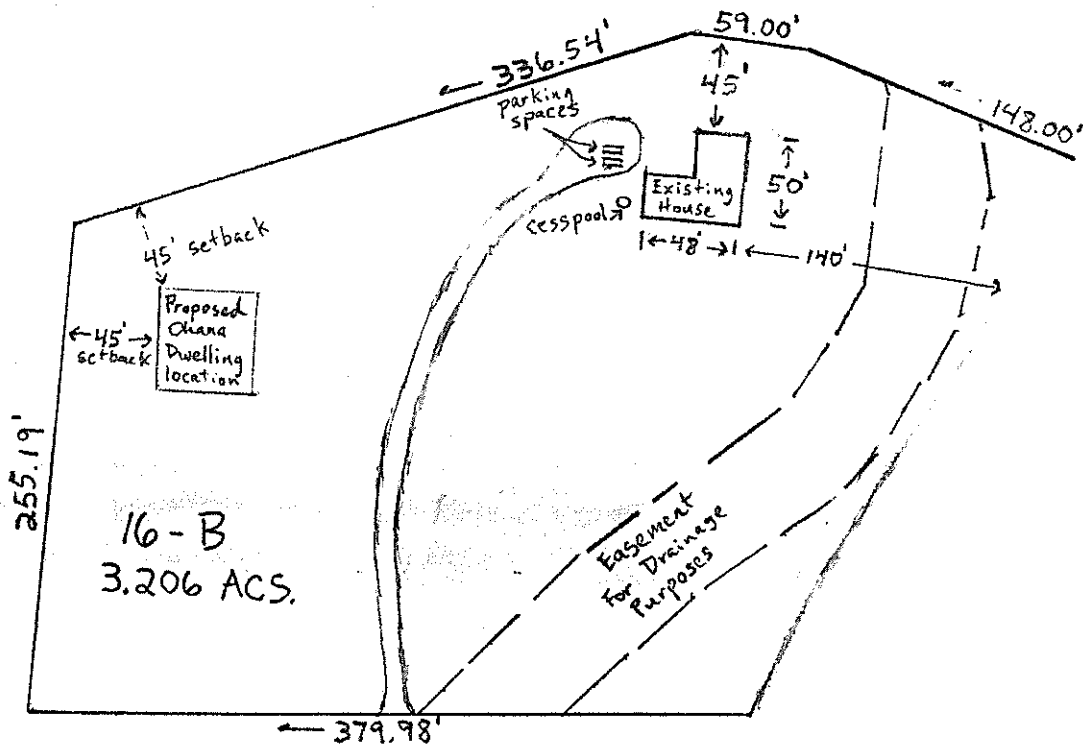 59.00'
336.54'
45'
148.00'
parking
spaces
Existing
House
50'
cesspool
48'
140'
45' setback
Proposed
Ohana
Dwelling
location
45'
setback
255.19'
16-B
3.206 ACS.
Easement
For Drainage
Purposes
379.98'